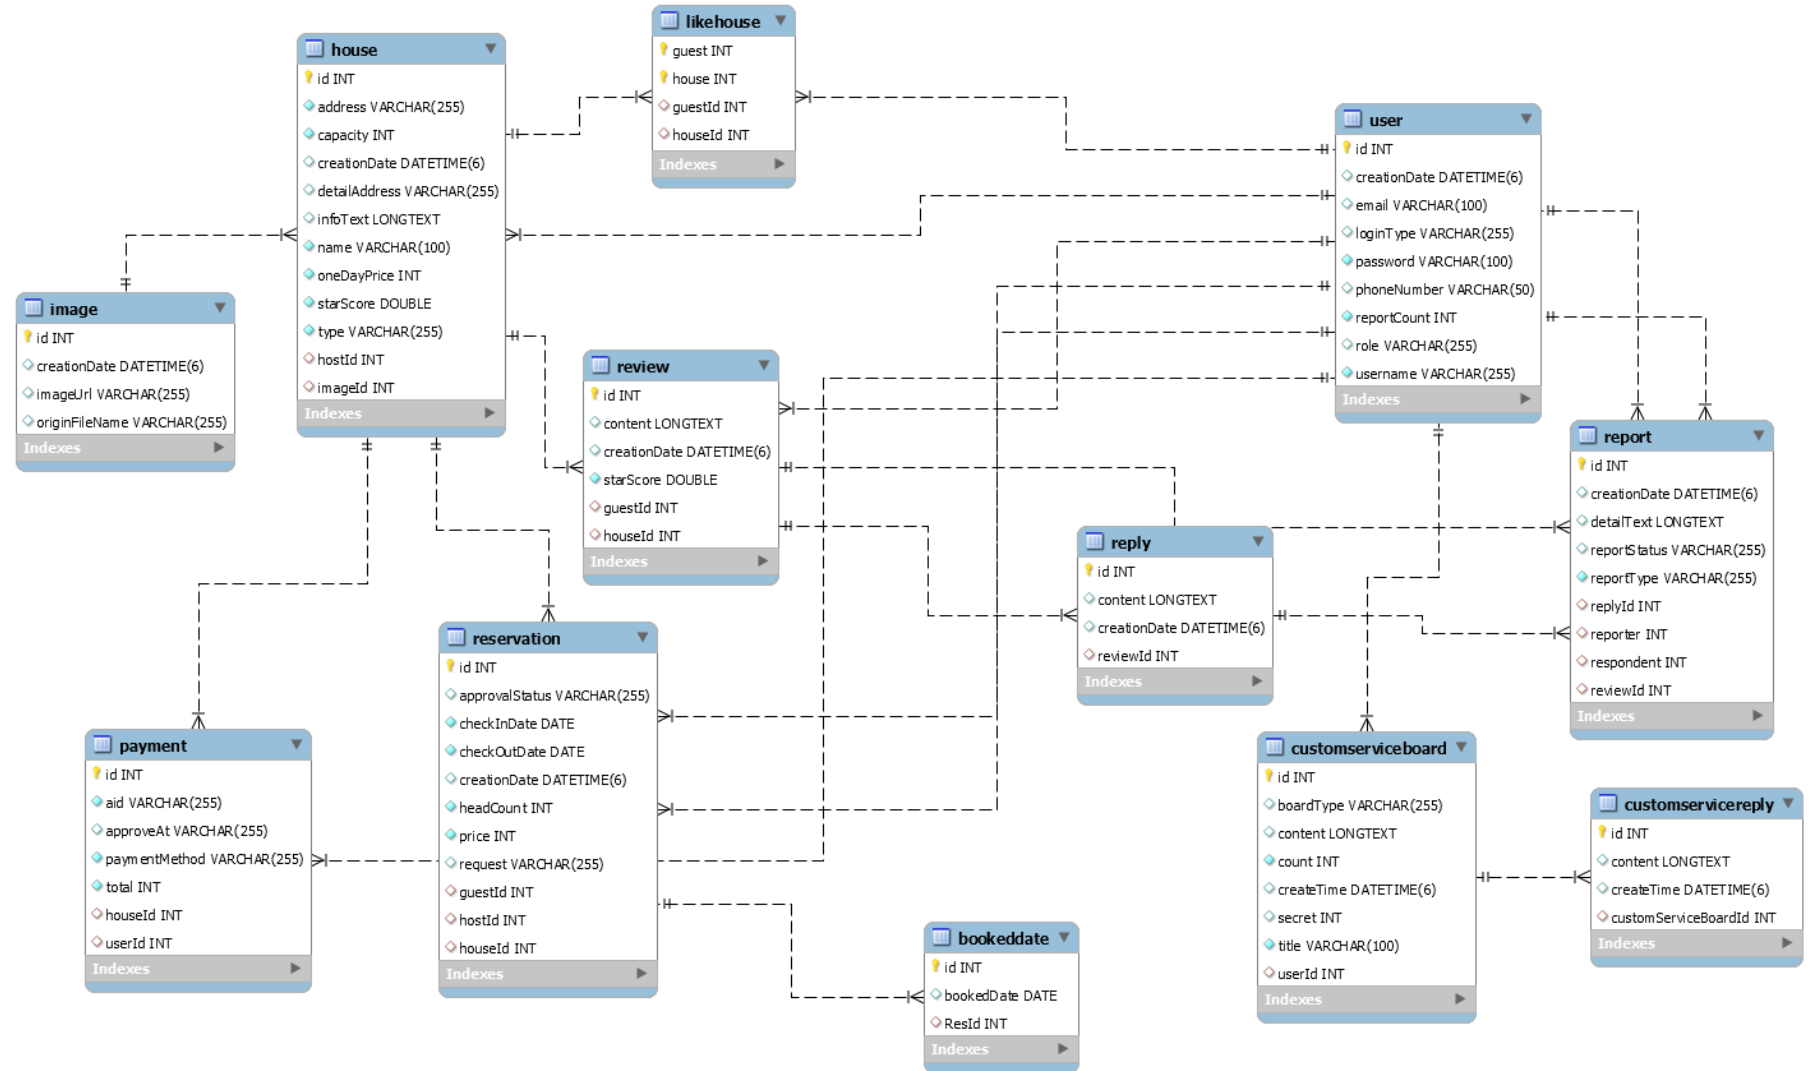 likehouse
guest INT
house INT
guestId INT
houseId INT
Indexes
house
id INT
address VARCHAR(255)
capacity INT
creationDate DATETIME(6)
detailAddress VARCHAR(255)
infoText LONGTEXT
name VARCHAR(100)
oneDayPrice INT
starScore DOUBLE
type VARCHAR(255)
hostId INT
imageId INT
Indexes
user
id INT
creationDate DATETIME(6)
email VARCHAR(100)
loginType VARCHAR(255)
password VARCHAR(100)
phoneNumber VARCHAR(50)
reportCount INT
role VARCHAR(255)
username VARCHAR(255)
Indexes
image
id INT
creationDate DATETIME(6)
imageUrl VARCHAR(255)
originFileName VARCHAR(255)
Indexes
review
id INT
content LONGTEXT
creationDate DATETIME(6)
starScore DOUBLE
guestId INT
houseId INT
Indexes
report
id INT
creationDate DATETIME(6)
detailText LONGTEXT
reportStatus VARCHAR(255)
reportType VARCHAR(255)
replyId INT
reporter INT
respondent INT
reviewId INT
Indexes
reply
id INT
content LONGTEXT
creationDate DATETIME(6)
reviewId INT
Indexes
reservation
id INT
approvalStatus VARCHAR(255)
checkInDate DATE
checkOutDate DATE
creationDate DATETIME(6)
headCount INT
price INT
request VARCHAR(255)
guestId INT
hostId INT
houseId INT
Indexes
payment
id INT
aid VARCHAR(255)
approveAt VARCHAR(255)
paymentMethod VARCHAR(255)
total INT
houseId INT
userId INT
Indexes
customserviceboard
id INT
boardType VARCHAR(255)
content LONGTEXT
count INT
createTime DATETIME(6)
secret INT
title VARCHAR(100)
userId INT
Indexes
customservicereply
id INT
content LONGTEXT
createTime DATETIME(6)
customServiceBoardId INT
Indexes
bookeddate
id INT
bookedDate DATE
ResId INT
Indexes